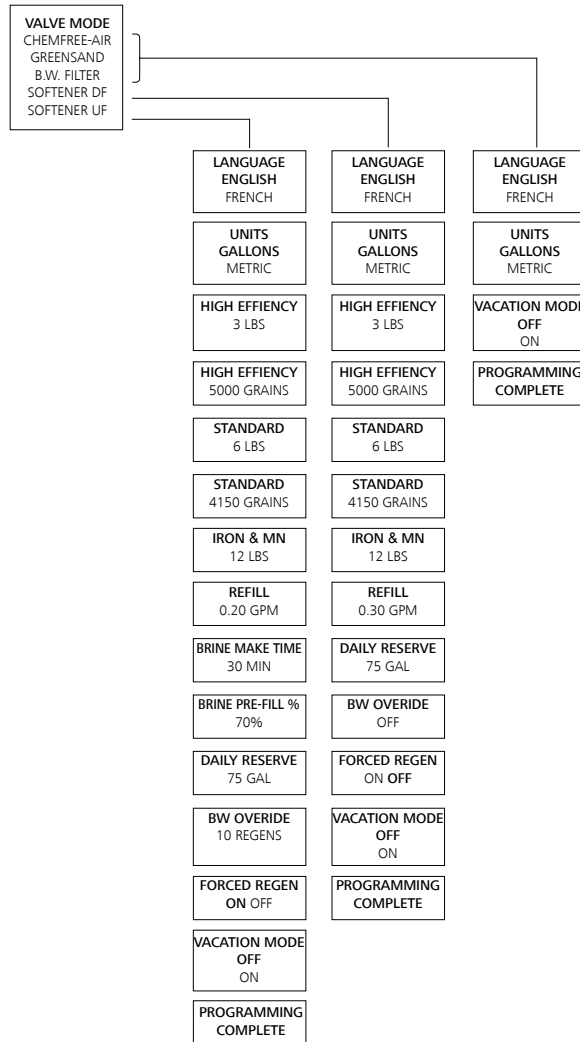 VALVE MODE
CHEMFREE-AIR
GREENSAND
B.W. FILTER
SOFTENER DF
SOFTENER UF
LANGUAGE
ENGLISH
FRENCH
UNITS
GALLONS
METRIC
HIGH EFFIENCY
3 LBS
HIGH EFFIENCY
5000 GRAINS
STANDARD
6 LBS
STANDARD
4150 GRAINS
IRON & MN
12 LBS
REFILL
0.20 GPM
BRINE MAKE TIME
30 MIN
BRINE PRE-FILL %
70%
DAILY RESERVE
75 GAL
BW OVERIDE
10 REGENS
FORCED REGEN
ON OFF
VACATION MODE
OFF
ON
PROGRAMMING
COMPLETE
LANGUAGE
ENGLISH
FRENCH
UNITS
GALLONS
METRIC
HIGH EFFIENCY
3 LBS
HIGH EFFIENCY
5000 GRAINS
STANDARD
6 LBS
STANDARD
4150 GRAINS
IRON & MN
12 LBS
REFILL
0.30 GPM
DAILY RESERVE
75 GAL
BW OVERIDE
OFF
FORCED REGEN
ON OFF
VACATION MODE
OFF
ON
PROGRAMMING
COMPLETE
LANGUAGE
ENGLISH
FRENCH
UNITS
GALLONS
METRIC
VACATION MODE
OFF
ON
PROGRAMMING
COMPLETE